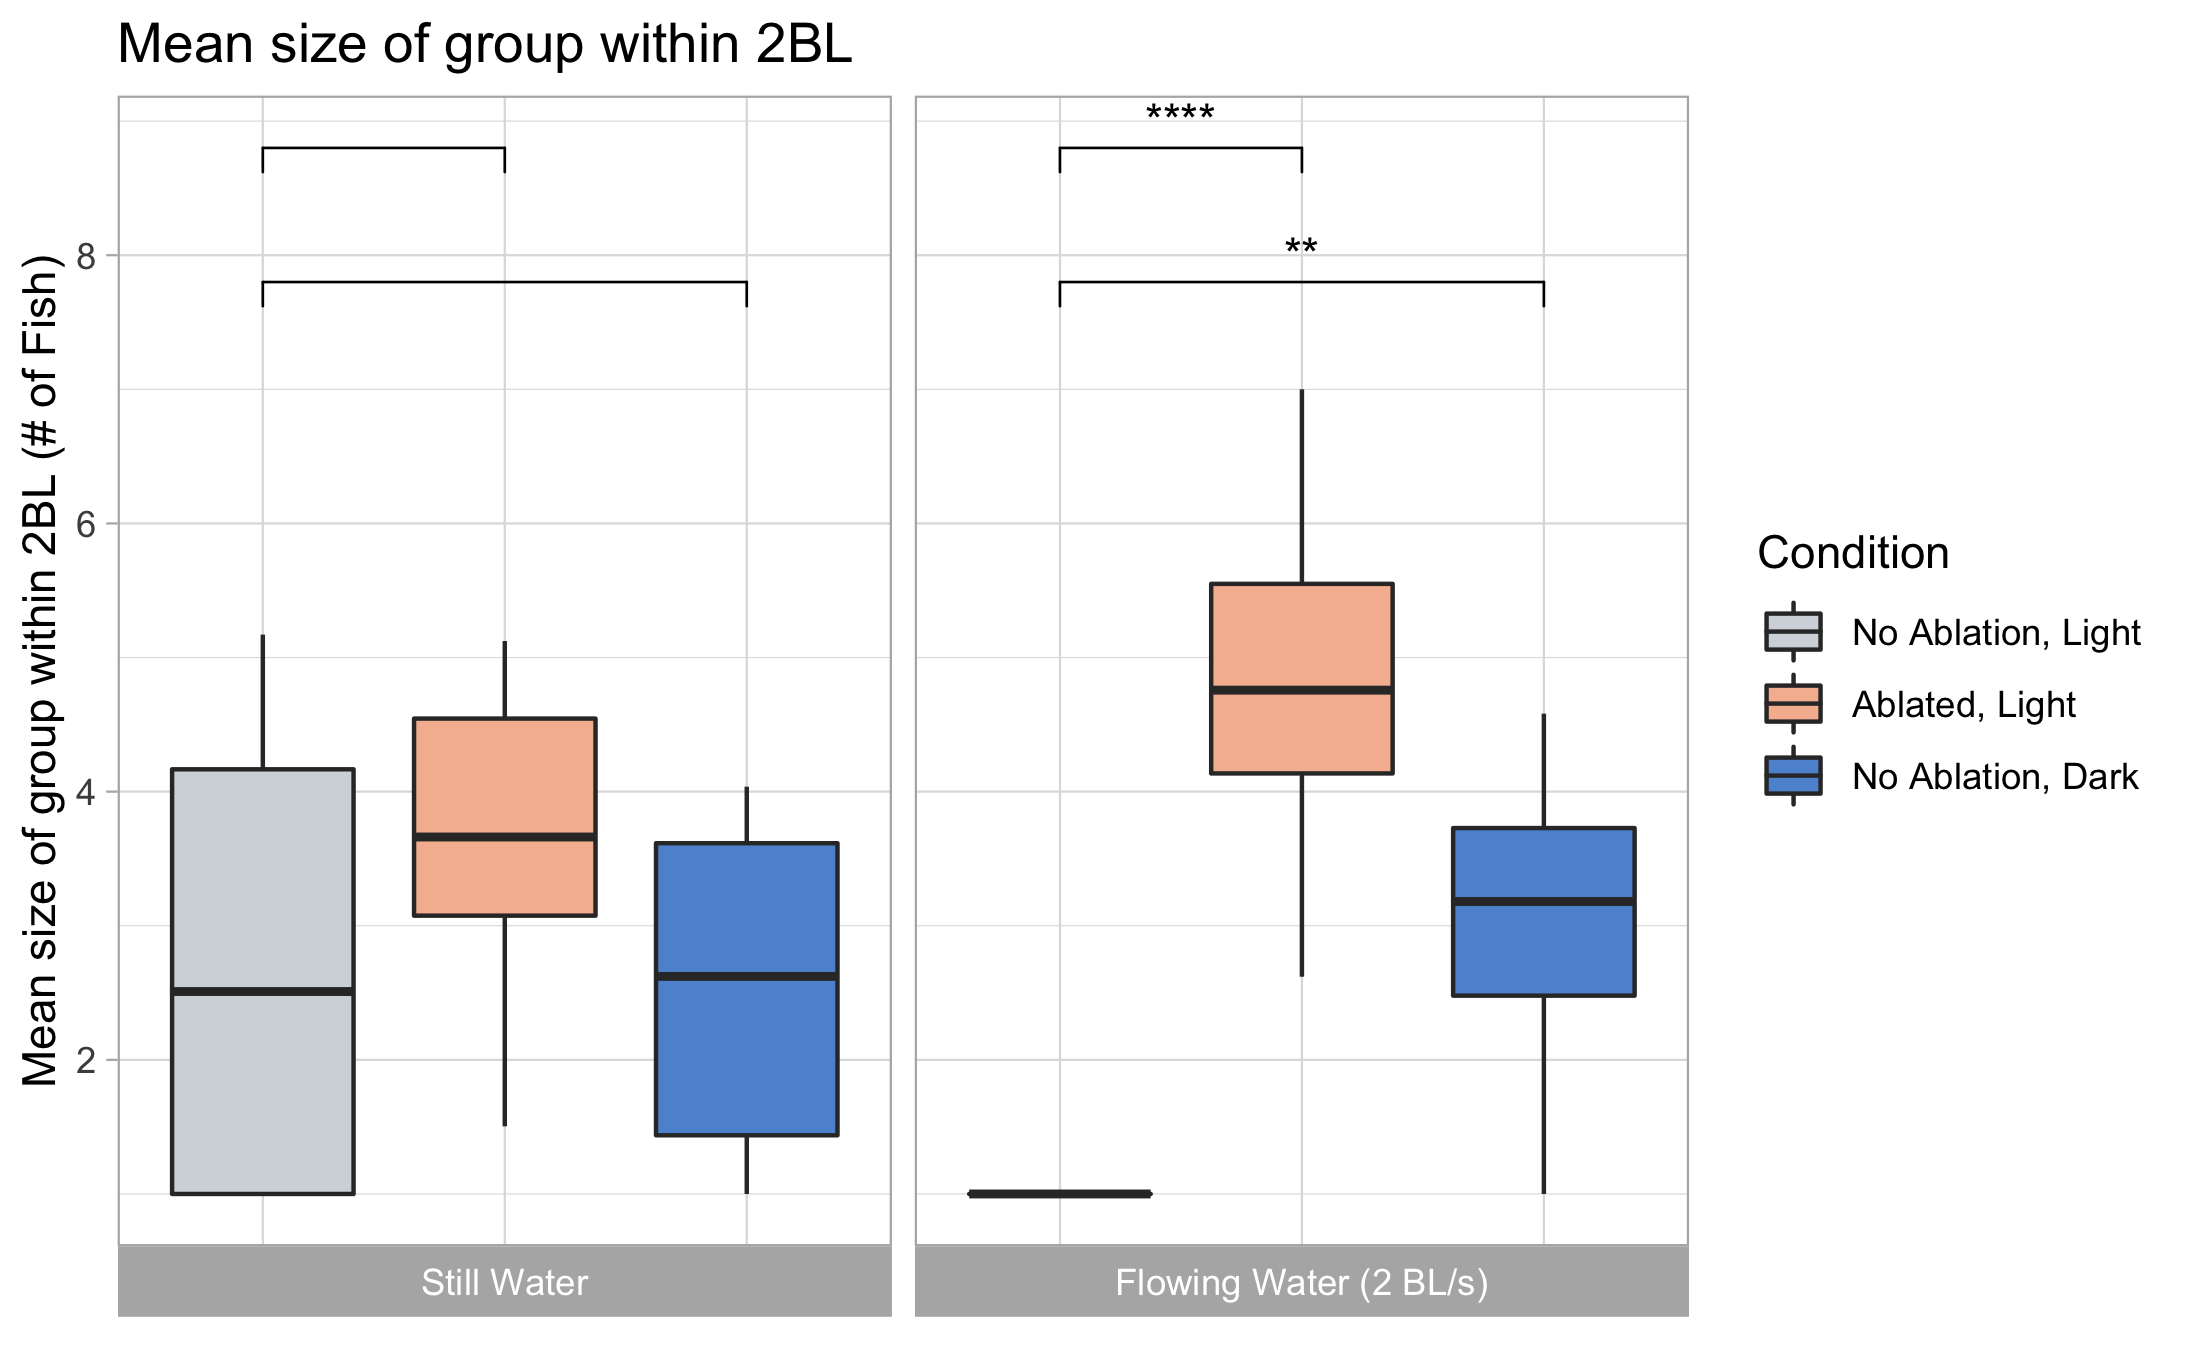 Mean size of group within 2BL
Mean size of group within 2BL (# of Fish)
8
6
4
2
****
**
Still Water
Flowing Water (2 BL/s)
Condition
No Ablation, Light
Ablated, Light
No Ablation, Dark